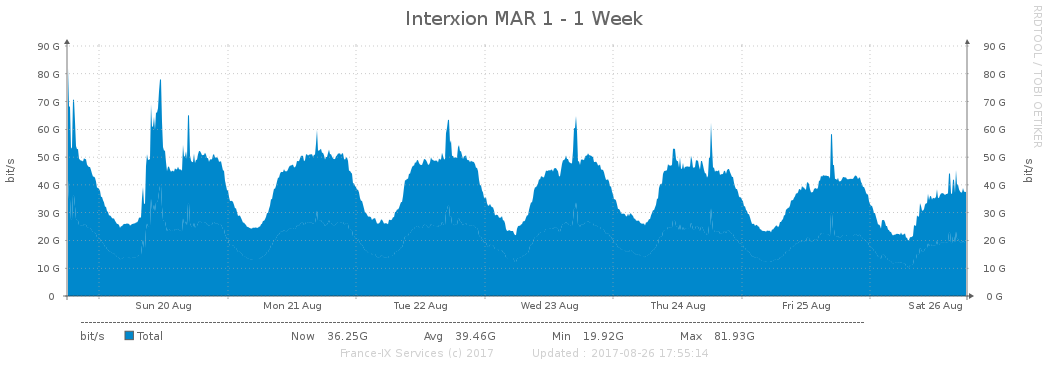 Interxion MAR 1 - 1 Week
RRDTOOL / TOBI OETIKER
bit/s
90 G
80 G
70 G
60 G
50 G
40 G
30 G
20 G
10 G
0
90 G
80 G
70 G
60 G
50 G
40 G
30 G
20 G
10 G
0 G
bit/s
Sun 20 Aug Mon 21 Aug Tue 22 Aug Wed 23 Aug Thu 24 Aug Fri 25 Aug Sat 26 Aug
bit/s Total Now 36.25G Avg 39.46G Min 19.92G Max 81.93G
France-IX Services (c) 2017 Updated : 2017-08-26 17:55:14